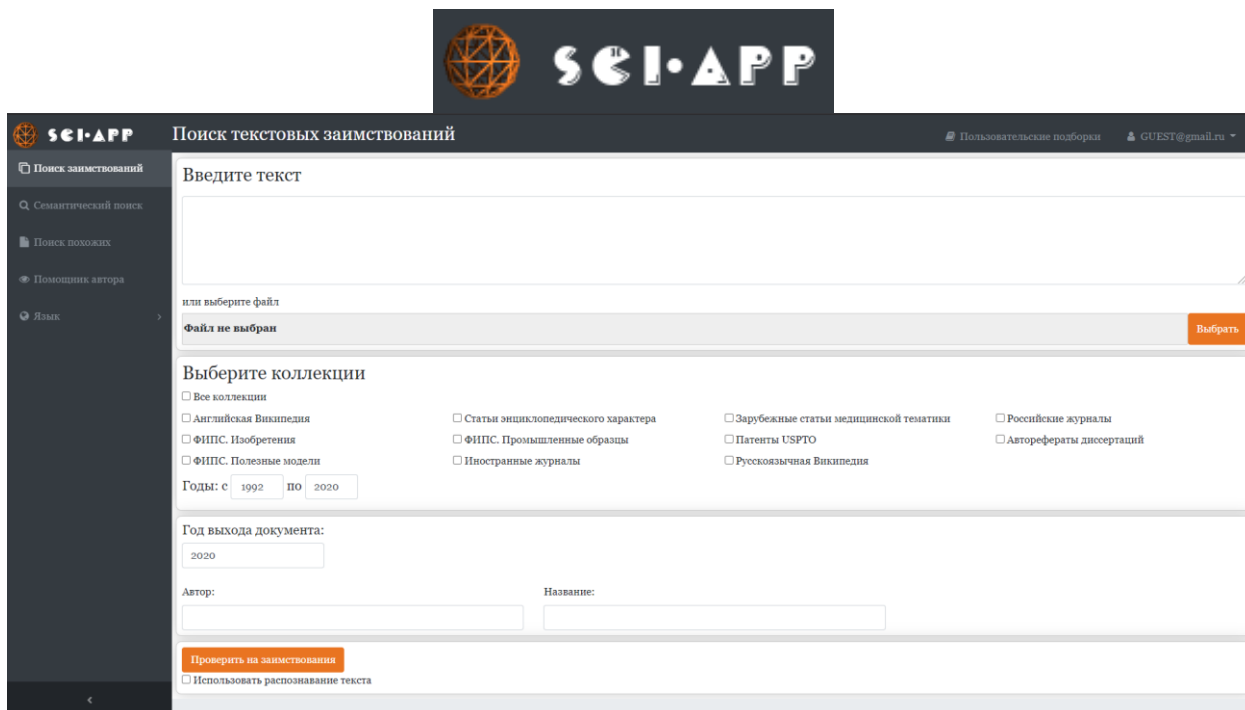 SCI·APP
SCI·APP Поиск текстовых заимствований Пользовательские подборки GUEST@gmail.ru
Поиск заимствований
Семантический поиск
Поиск похожих
Помощник автора
Язык
Введите текст
или выберите файл
Файл не выбран Выбрать
Выберите коллекции
Все коллекции
Английская Википедия Статьи энциклопедического характера Зарубежные статьи медицинской тематики Российские журналы
ФИПС. Изобретения ФИПС. Промышленные образцы Патенты USPTO Авторефераты диссертаций
ФИПС. Полезные модели Иностранные журналы Русскоязычная Википедия
Годы: с 1992 по 2020
Год выхода документа:
2020
Автор: Название:
Проверить на заимствования
Использовать распознавание текста